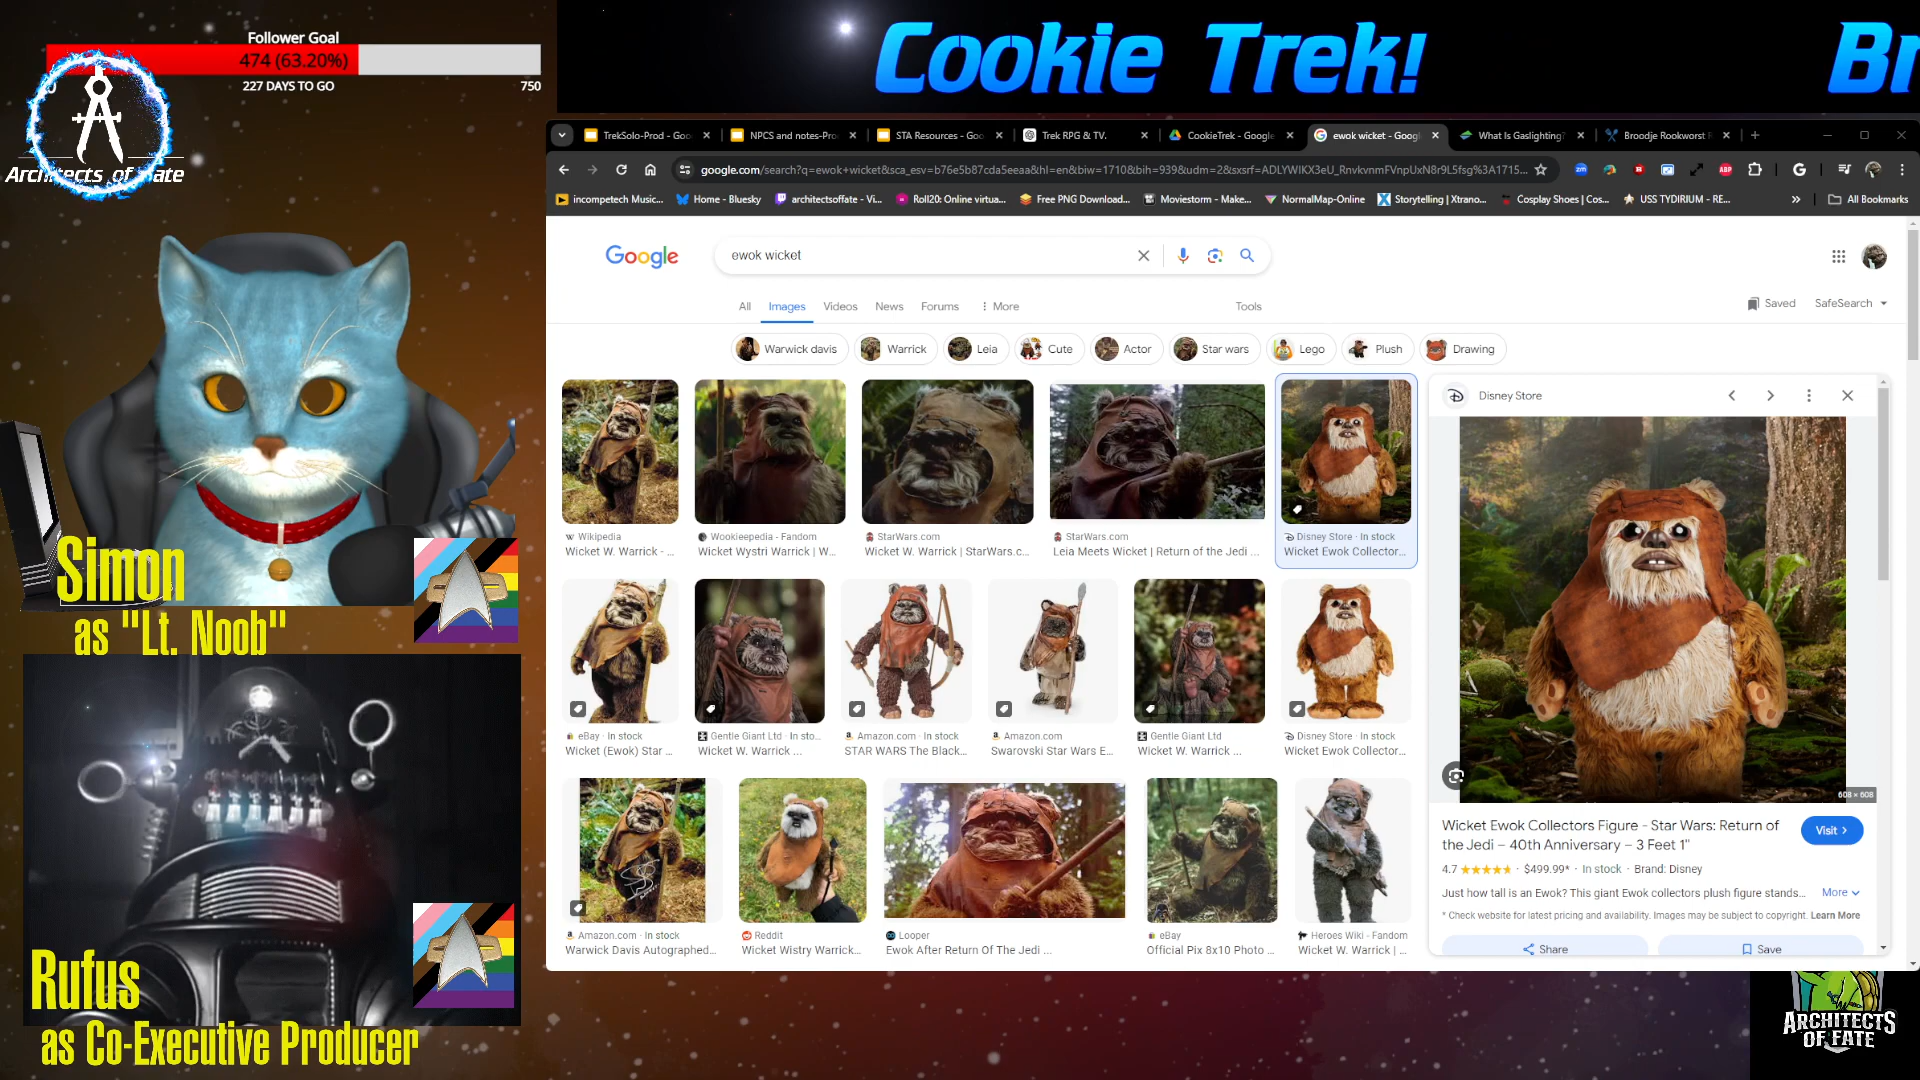 Follower Goal
474 (63.20%)
227 DAYS TO GO
750
Architects of Fate
Cookie Trek!
Br
TrekSolo-Prod - Goo
NPCS and notes-Pro
STA Resources - Goo
Trek RPG & TV.
CookieTrek - Google
ewok wicket - Googl
What Is Gaslighting?
Broodje Rookworst
google.com/search?q=ewok+wicket&sca_esv=b76e5b87cda5eeaa&hl=en&biw=1710&bih=939&udm=2&sxsrf=ADLYWIKX3eU_RnvkvnmFVnpUxN8r9L5fsg%3A1715...
incompetech Music...
Home - Bluesky
architectsoffate - Vi...
Roll20: Online virtua...
Free PNG Download...
Moviestorm - Make...
NormalMap-Online
Storytelling | Xtrano...
Cosplay Shoes | Cos...
USS TYDIRIUM - RE...
All Bookmarks
Google
ewok wicket
All
Images
Videos
News
Forums
More
Tools
Saved
SafeSearch
Warwick davis
Warrick
Leia
Cute
Actor
Star wars
Lego
Plush
Drawing
Wikipedia
Wicket W. Warrick - ...
Wookieepedia - Fandom
Wicket Wystri Warrick | W...
StarWars.com
Wicket W. Warrick | StarWars.c...
StarWars.com
Leia Meets Wicket | Return of the Jedi ...
Disney Store · In stock
Wicket Ewok Collector...
Disney Store
eBay · In stock
Wicket (Ewok) Star ...
Gentle Giant Ltd · In sto...
Wicket W. Warrick ...
Amazon.com · In stock
STAR WARS The Black...
Amazon.com
Swarovski Star Wars E...
Gentle Giant Ltd
Wicket W. Warrick ...
Disney Store · In stock
Wicket Ewok Collector...
608 × 608
Wicket Ewok Collectors Figure - Star Wars: Return of
the Jedi – 40th Anniversary – 3 Feet 1"
Visit
4.7
$499.99* · In stock · Brand: Disney
Just how tall is an Ewok? This giant Ewok collectors plush figure stands...
More
* Check website for latest pricing and availability. Images may be subject to copyright. Learn More
Share
Save
Amazon.com · In stock
Warwick Davis Autographed...
Reddit
Wicket Wistry Warrick...
Looper
Ewok After Return Of The Jedi ...
eBay
Official Pix 8x10 Photo ...
Heroes Wiki - Fandom
Wicket W. Warrick | ...
Simon
as "Lt. Noob"
Rufus
as Co-Executive Producer
ARCHITECTS
OF FATE